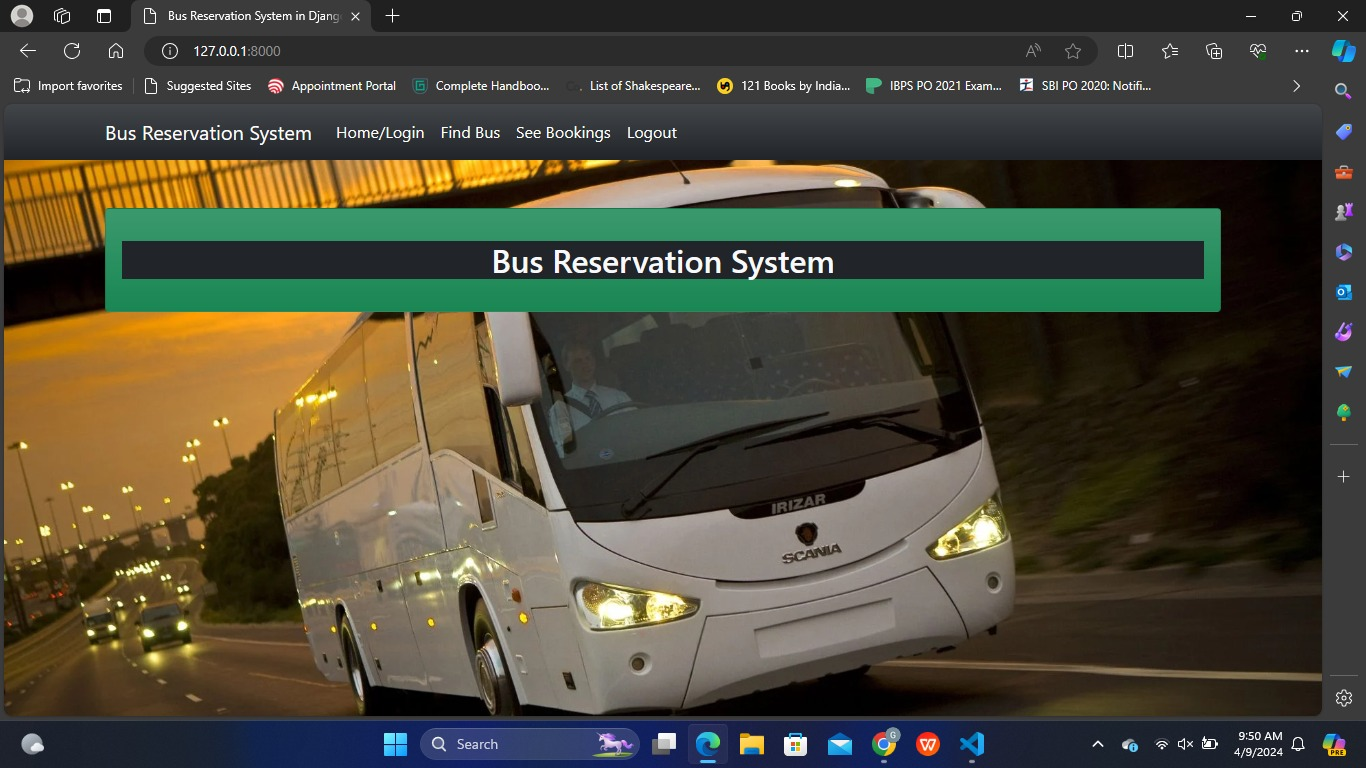 Bus Reservation System in Djang
127.0.0.1:8000
Import favorites
Suggested Sites
Appointment Portal
Complete Handboo...
List of Shakespeare...
121 Books by India...
IBPS PO 2021 Exam...
SBI PO 2020: Notifi...
Bus Reservation System Home/Login Find Bus See Bookings Logout
Bus Reservation System
IRIZAR
SCANIA
Search
9:50 AM
4/9/2024